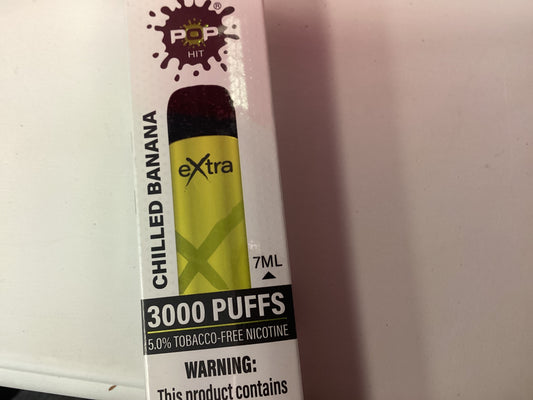 POP®
HIT
CHILLED BANANA
eXtra
7ML
3000 PUFFS
5.0% TOBACCO-FREE NICOTINE
WARNING:
This product contains